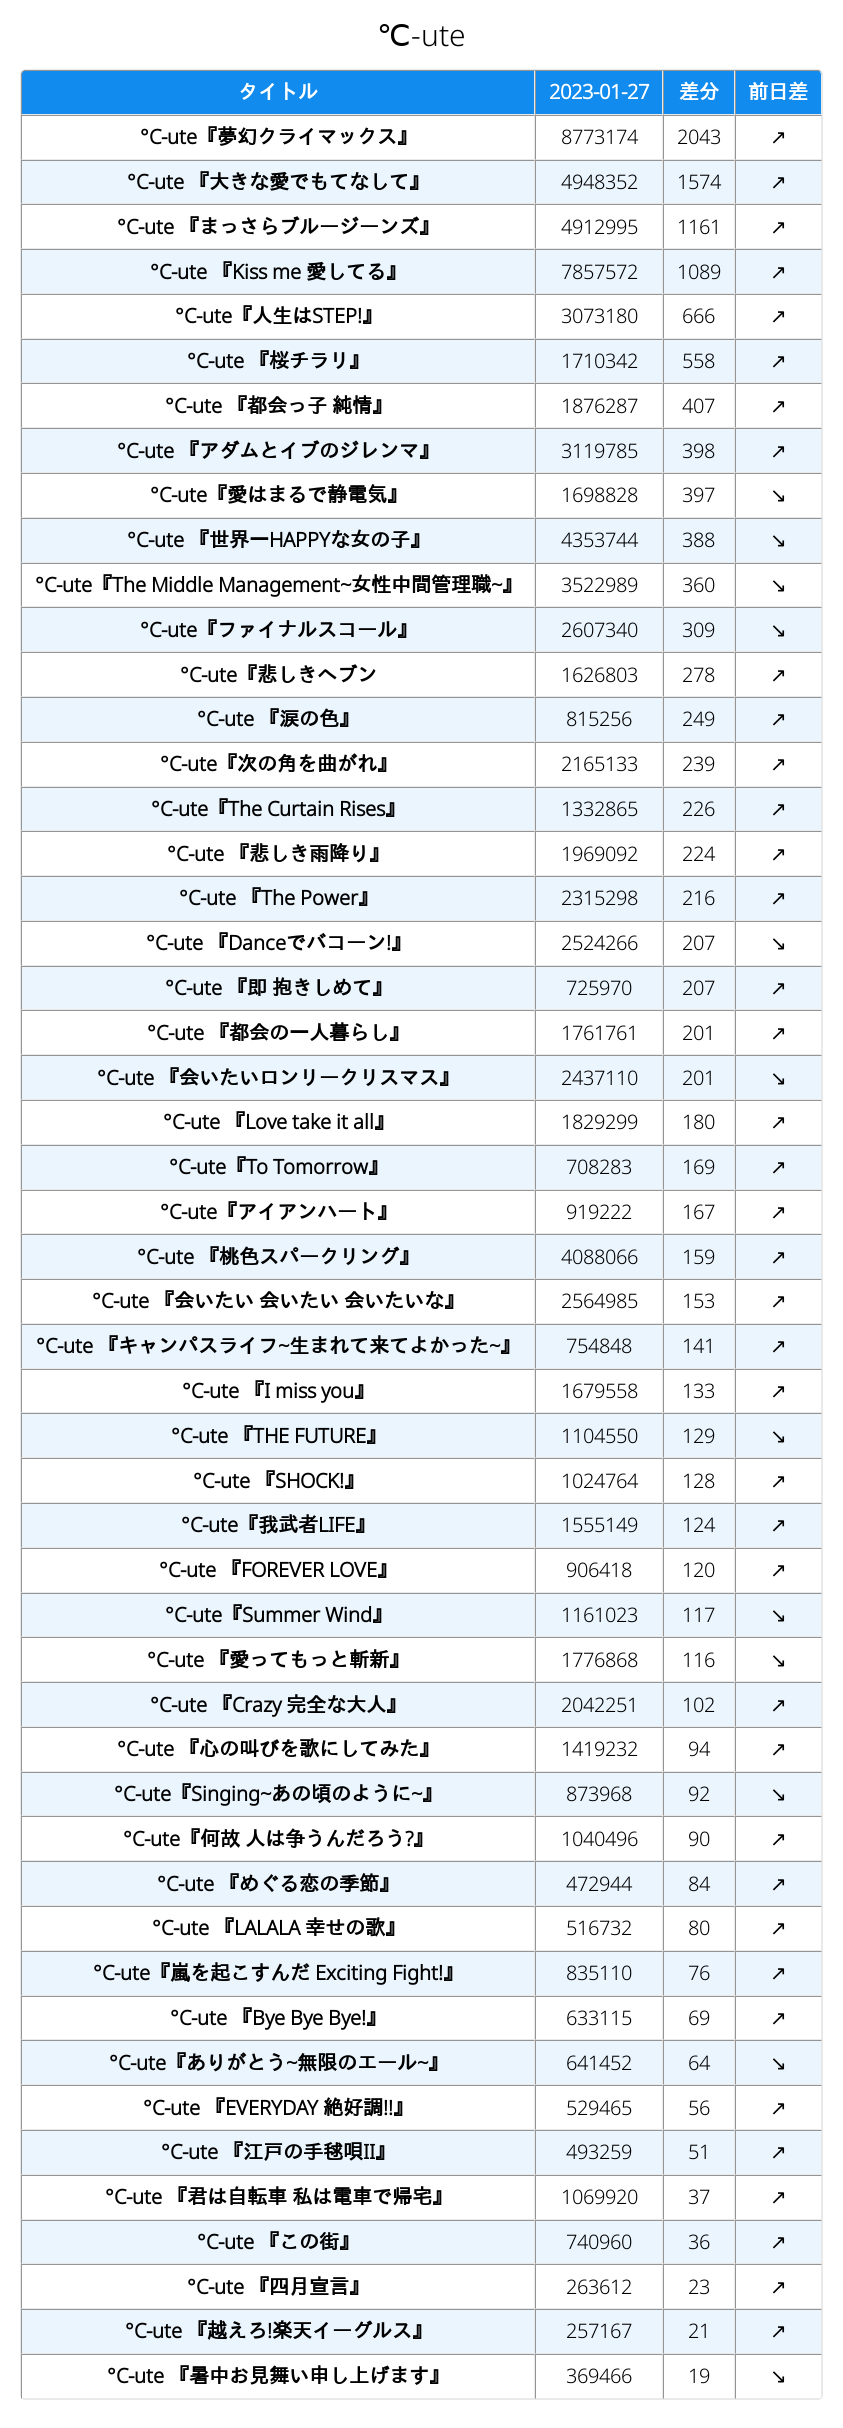 ℃-ute
タイトル 2023-01-27 差分 前日差
°C-ute『夢幻クライマックス』 8773174 2043 ↗
°C-ute 『大きな愛でもてなして』 4948352 1574 ↗
°C-ute 『まっさらブルージーンズ』 4912995 1161 ↗
°C-ute 『Kiss me 愛してる』 7857572 1089 ↗
°C-ute『人生はSTEP!』 3073180 666 ↗
°C-ute 『桜チラリ』 1710342 558 ↗
°C-ute 『都会っ子 純情』 1876287 407 ↗
°C-ute 『アダムとイブのジレンマ』 3119785 398 ↗
°C-ute『愛はまるで静電気』 1698828 397 ↘
°C-ute 『世界一HAPPYな女の子』 4353744 388 ↘
°C-ute『The Middle Management~女性中間管理職~』 3522989 360 ↘
°C-ute『ファイナルスコール』 2607340 309 ↘
°C-ute『悲しきヘブン 1626803 278 ↗
°C-ute 『涙の色』 815256 249 ↗
°C-ute『次の角を曲がれ』 2165133 239 ↗
°C-ute『The Curtain Rises』 1332865 226 ↗
°C-ute 『悲しき雨降り』 1969092 224 ↗
°C-ute 『The Power』 2315298 216 ↗
°C-ute 『Danceでバコーン!』 2524266 207 ↘
°C-ute 『即 抱きしめて』 725970 207 ↗
°C-ute 『都会の一人暮らし』 1761761 201 ↗
°C-ute 『会いたいロンリークリスマス』 2437110 201 ↘
°C-ute 『Love take it all』 1829299 180 ↗
°C-ute『To Tomorrow』 708283 169 ↗
°C-ute『アイアンハート』 919222 167 ↗
°C-ute 『桃色スパークリング』 4088066 159 ↗
°C-ute 『会いたい 会いたい 会いたいな』 2564985 153 ↗
°C-ute 『キャンパスライフ~生まれて来てよかった~』 754848 141 ↗
°C-ute 『I miss you』 1679558 133 ↗
°C-ute 『THE FUTURE』 1104550 129 ↘
°C-ute 『SHOCK!』 1024764 128 ↗
°C-ute『我武者LIFE』 1555149 124 ↗
°C-ute 『FOREVER LOVE』 906418 120 ↗
°C-ute『Summer Wind』 1161023 117 ↘
°C-ute 『愛ってもっと斬新』 1776868 116 ↘
°C-ute 『Crazy 完全な大人』 2042251 102 ↗
°C-ute 『心の叫びを歌にしてみた』 1419232 94 ↗
°C-ute『Singing~あの頃のように~』 873968 92 ↘
°C-ute『何故 人は争うんだろう?』 1040496 90 ↗
°C-ute 『めぐる恋の季節』 472944 84 ↗
°C-ute 『LALALA 幸せの歌』 516732 80 ↗
°C-ute『嵐を起こすんだ Exciting Fight!』 835110 76 ↗
°C-ute 『Bye Bye Bye!』 633115 69 ↗
°C-ute『ありがとう~無限のエール~』 641452 64 ↘
°C-ute 『EVERYDAY 絶好調!!』 529465 56 ↗
°C-ute 『江戸の手毬唄II』 493259 51 ↗
°C-ute 『君は自転車 私は電車で帰宅』 1069920 37 ↗
°C-ute 『この街』 740960 36 ↗
°C-ute 『四月宣言』 263612 23 ↗
°C-ute 『越えろ!楽天イーグルス』 257167 21 ↗
°C-ute 『暑中お見舞い申し上げます』 369466 19 ↘